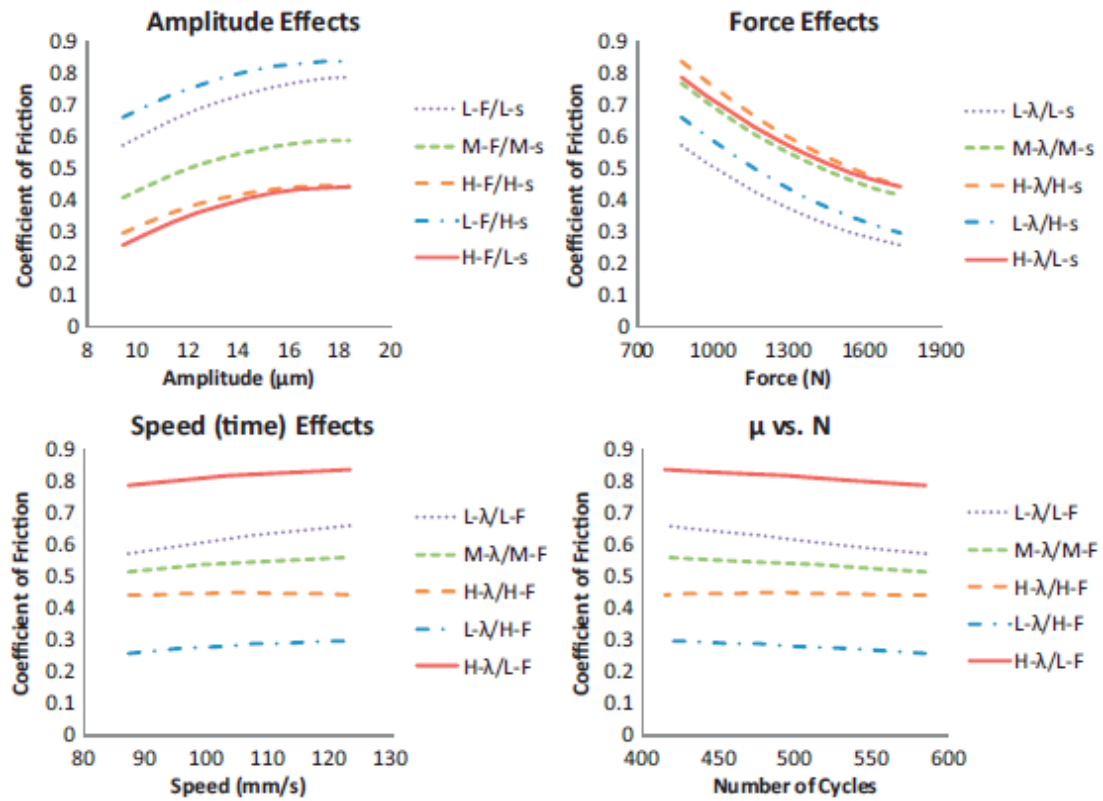 Amplitude Effects
0.9
0.8
0.7
0.6
0.5
0.4
0.3
0.2
0.1
0
Coefficient of Friction
8 10 12 14 16 18 20
Amplitude (μm)
L-F/L-s
M-F/M-s
H-F/H-s
L-F/H-s
H-F/L-s
Force Effects
0.9
0.8
0.7
0.6
0.5
0.4
0.3
0.2
0.1
0
Coefficient of Friction
700 1000 1300 1600 1900
Force (N)
L-λ/L-s
M-λ/M-s
H-λ/H-s
L-λ/H-s
H-λ/L-s
Speed (time) Effects
0.9
0.8
0.7
0.6
0.5
0.4
0.3
0.2
0.1
0
Coefficient of Friction
80 90 100 110 120 130
Speed (mm/s)
L-λ/L-F
M-λ/M-F
H-λ/H-F
L-λ/H-F
H-λ/L-F
μ vs. N
0.9
0.8
0.7
0.6
0.5
0.4
0.3
0.2
0.1
0
Coefficient of Friction
400 450 500 550 600
Number of Cycles
L-λ/L-F
M-λ/M-F
H-λ/H-F
L-λ/H-F
H-λ/L-F